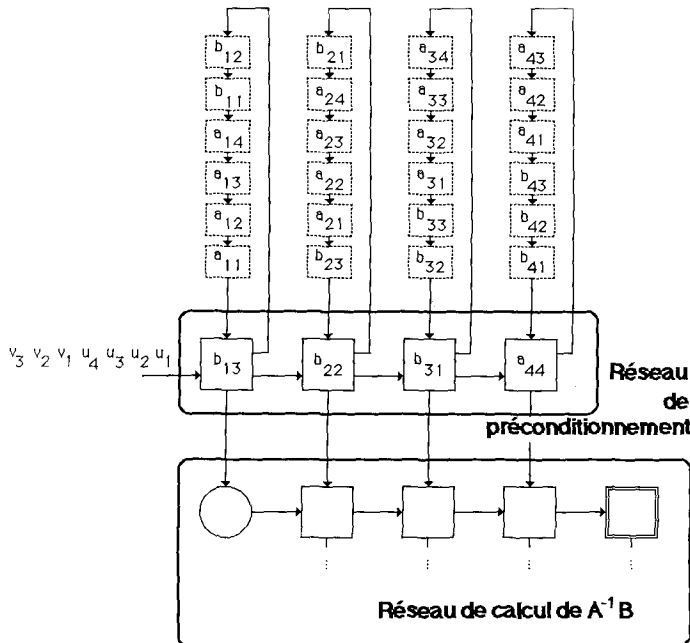 b12 b21 a34 a43
b11 a24 a33 a42
a14 a23 a32 a41
a13 a22 a31 b43
a12 a21 b33 b42
a11 b23 b32 b41
v3 v2 v1 u4 u3 u2 u1
b13 b22 b31 a44
Réseau
de
préconditionnement
... ... ... ...
Réseau de calcul de A⁻¹ B